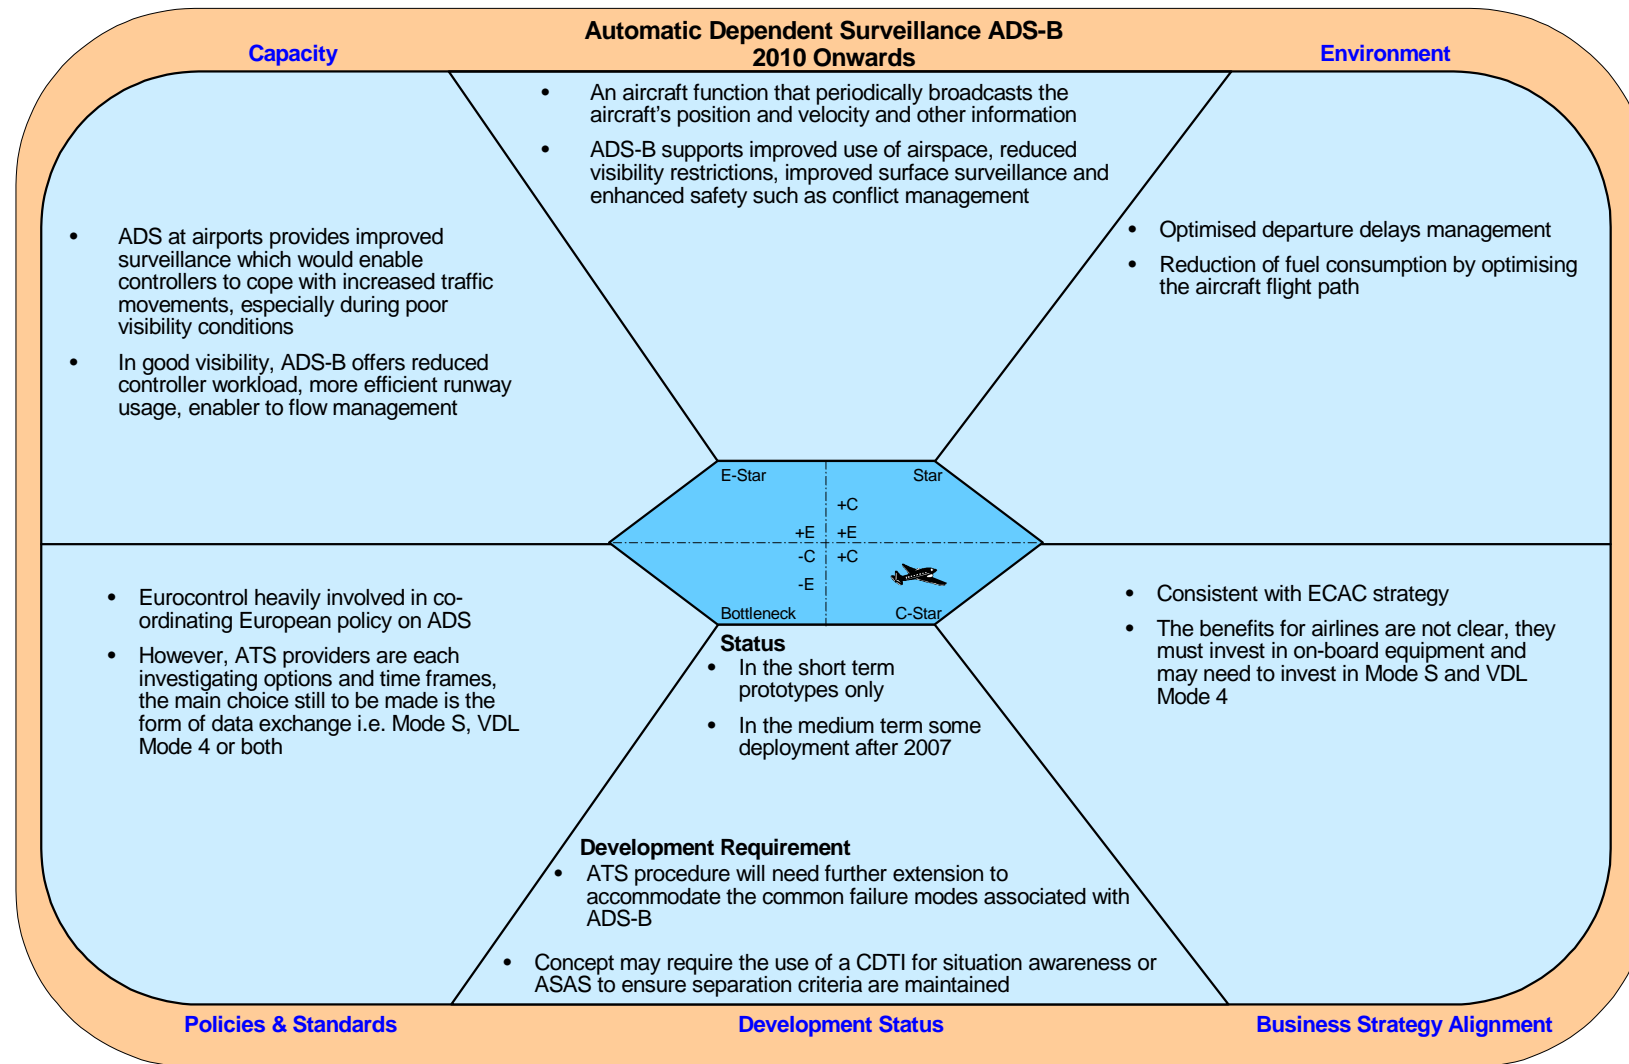 Automatic Dependent Surveillance ADS-B
2010 Onwards
Capacity
Environment
• An aircraft function that periodically broadcasts the
aircraft's position and velocity and other information
• ADS-B supports improved use of airspace, reduced
visibility restrictions, improved surface surveillance and
enhanced safety such as conflict management
• ADS at airports provides improved
surveillance which would enable
controllers to cope with increased traffic
movements, especially during poor
visibility conditions
• In good visibility, ADS-B offers reduced
controller workload, more efficient runway
usage, enabler to flow management
• Optimised departure delays management
• Reduction of fuel consumption by optimising
the aircraft flight path
E-Star
Star
+C
+E
+E
-C
+C
-E
Bottleneck
C-Star
• Eurocontrol heavily involved in co-
ordinating European policy on ADS
• However, ATS providers are each
investigating options and time frames,
the main choice still to be made is the
form of data exchange i.e. Mode S, VDL
Mode 4 or both
Status
• In the short term
prototypes only
• In the medium term some
deployment after 2007
Development Requirement
• ATS procedure will need further extension to
accommodate the common failure modes associated with
ADS-B
• Concept may require the use of a CDTI for situation awareness or
ASAS to ensure separation criteria are maintained
• Consistent with ECAC strategy
• The benefits for airlines are not clear, they
must invest in on-board equipment and
may need to invest in Mode S and VDL
Mode 4
Policies & Standards
Development Status
Business Strategy Alignment